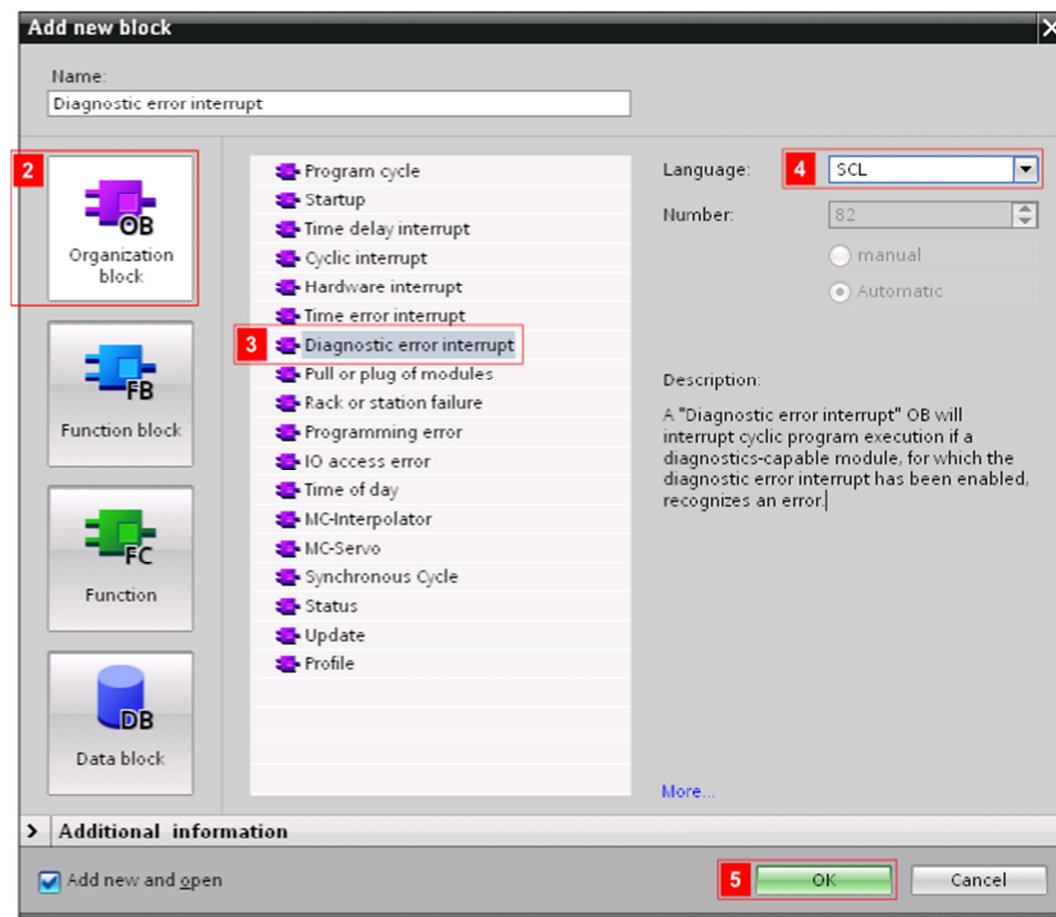 Add new block
Name:
Diagnostic error interrupt
2
OB
Organization
block
FB
Function block
FC
Function
DB
Data block
Program cycle
Startup
Time delay interrupt
Cyclic interrupt
Hardware interrupt
Time error interrupt
3 Diagnostic error interrupt
Pull or plug of modules
Rack or station failure
Programming error
IO access error
Time of day
MC-Interpolator
MC-Servo
Synchronous Cycle
Status
Update
Profile
Language: 4 SCL
Number: 82
manual
Automatic
Description:
A "Diagnostic error interrupt" OB will
interrupt cyclic program execution if a
diagnostics-capable module, for which the
diagnostic error interrupt has been enabled,
recognizes an error.
More...
> Additional information
Add new and open
5 OK Cancel